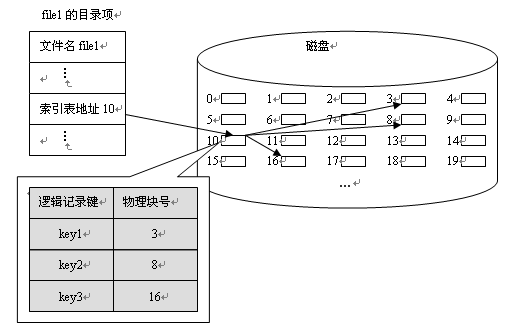 file1 的目录项
文件名 file1
⋮
索引表地址 10
⋮
磁盘
0 1 2 3 4
5 6 7 8 9
10 11 12 13 14
15 16 17 18 19
…
逻辑记录键 物理块号
key1 3
key2 8
key3 16